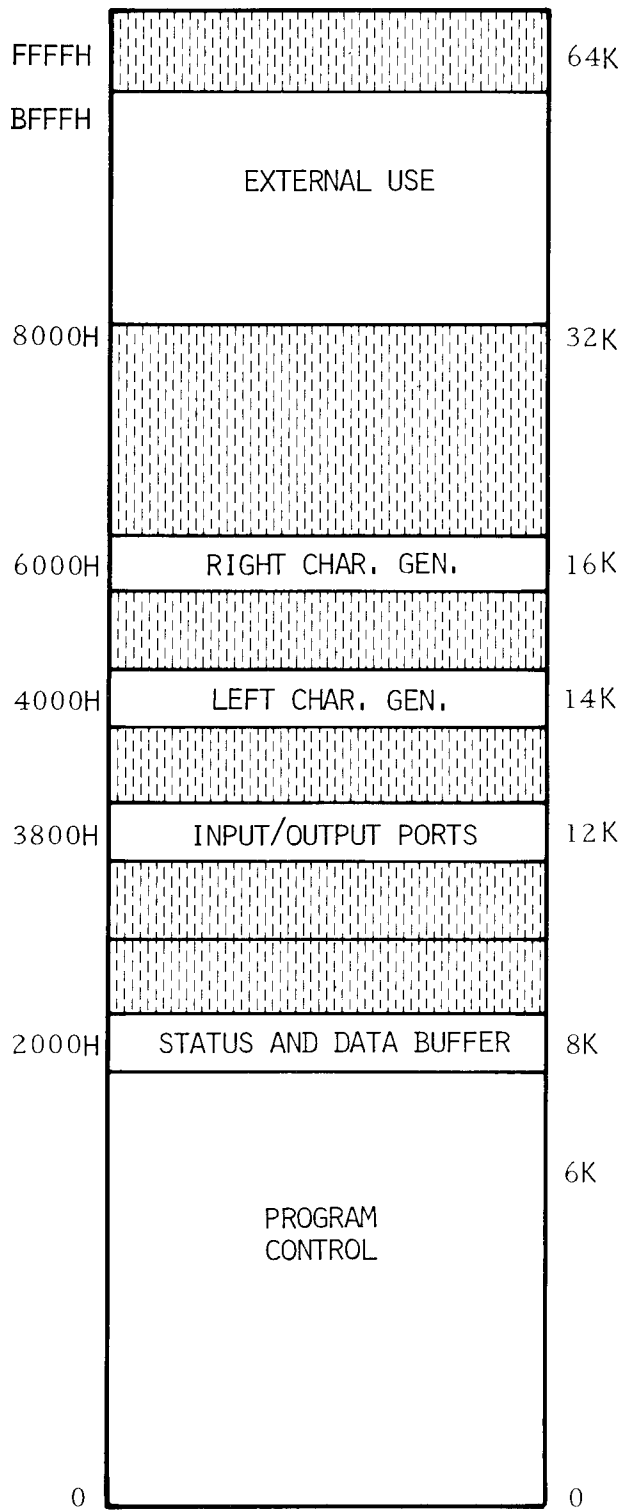 FFFFH 64K
BFFFH
EXTERNAL USE
8000H 32K
6000H RIGHT CHAR. GEN. 16K
4000H LEFT CHAR. GEN. 14K
3800H INPUT/OUTPUT PORTS 12K
2000H STATUS AND DATA BUFFER 8K
6K
PROGRAM
CONTROL
0 0